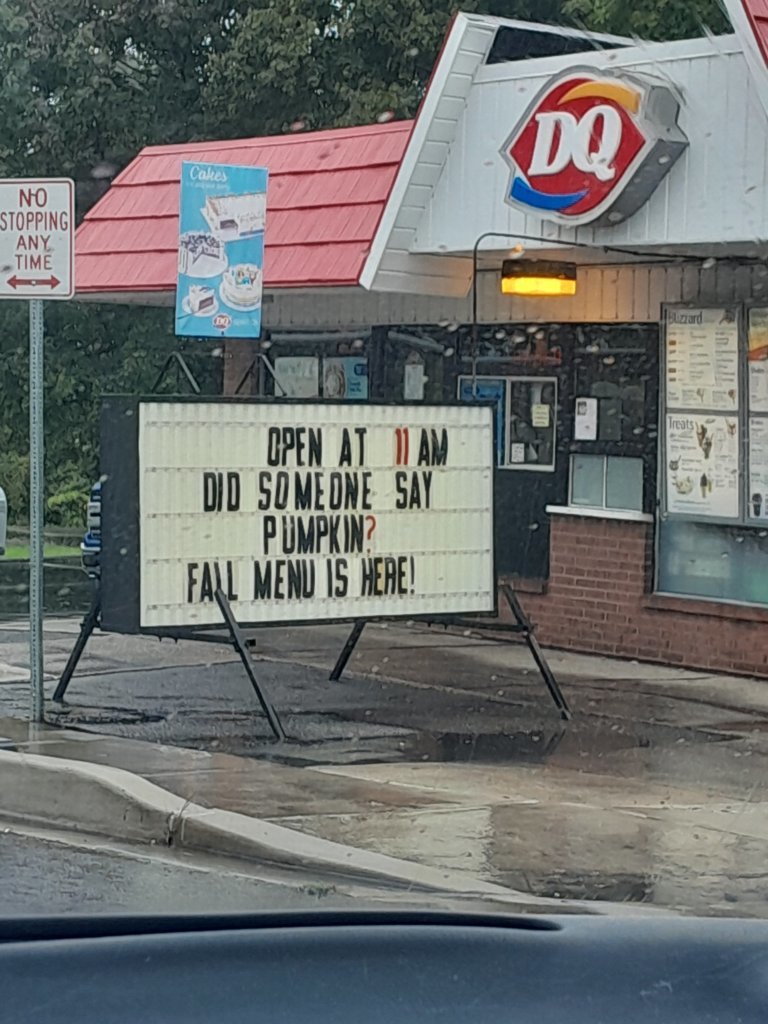 NO
STOPPING
ANY
TIME
Cakes
DQ
DQ
Blizzard
Treats
OPEN AT 11 AM
DID SOMEONE SAY
PUMPKIN?
FALL MENU IS HERE!